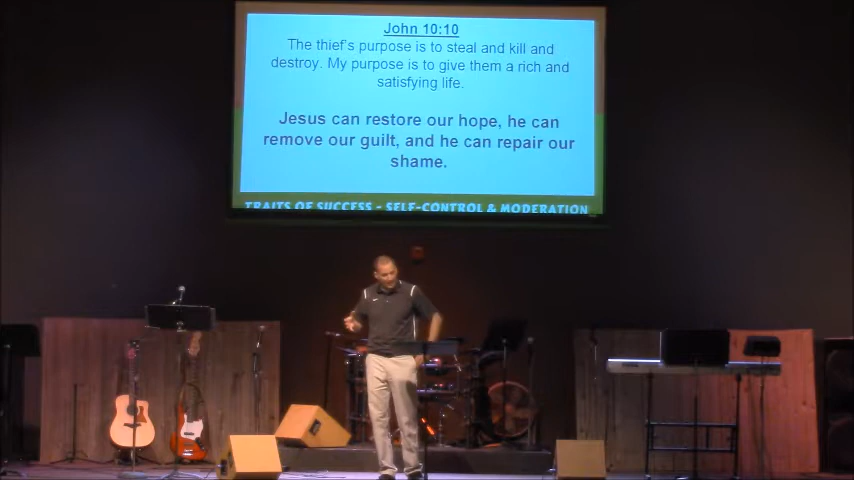 John 10:10
The thief's purpose is to steal and kill and
destroy. My purpose is to give them a rich and
satisfying life.
Jesus can restore our hope, he can
remove our guilt, and he can repair our
shame.
TRAITS OF SUCCESS - SELF-CONTROL & MODERATION